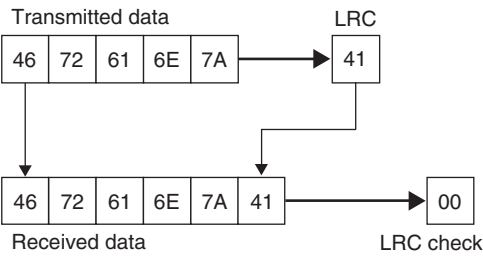 Transmitted data LRC
46 72 61 6E 7A 41
46 72 61 6E 7A 41 00
Received data LRC check